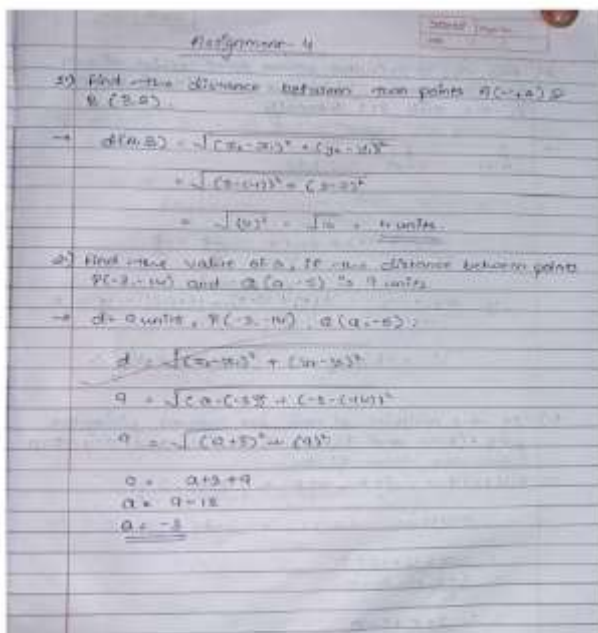 Assignment - 4
1) Find the distance between two points A(-1, 2) &
B (3, 2).
→ d(A,B) = √(x₂-x₁)² + (y₂-y₁)²
= √(3-(-1))² + (2-2)²
= √(4)² = √16 = 4 units.
2) Find the value of a, if the distance between points
P(-3,-14) and Q(a,-5) is 9 units
→ d= 9 units, P(-3,-14), Q(a,-5);
d = √(x₂-x₁)² + (y₂-y₁)²
9 = √(a-(-3))² + (-5-(-14))²
9 = √(a+3)² + (9)²
9 = a+3+9
a = 9-12
a = -3